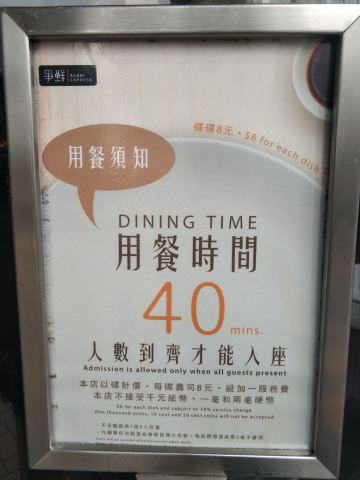 爭鮮 SUSHI EXPRESS
碟碟8元・$8 for each dish
用餐須知
DINING TIME
用餐時間
40 mins.
人數到齊才能入座
Admission is allowed only when all guests present
本店以碟計價・每碟壽司8元・設加一服務費
本店不接受千元紙幣、一毫和兩毫硬幣
$8 for each dish and subject to 10% service charge
One thousand notes, 10 cent and 20 cent coins will not be accepted